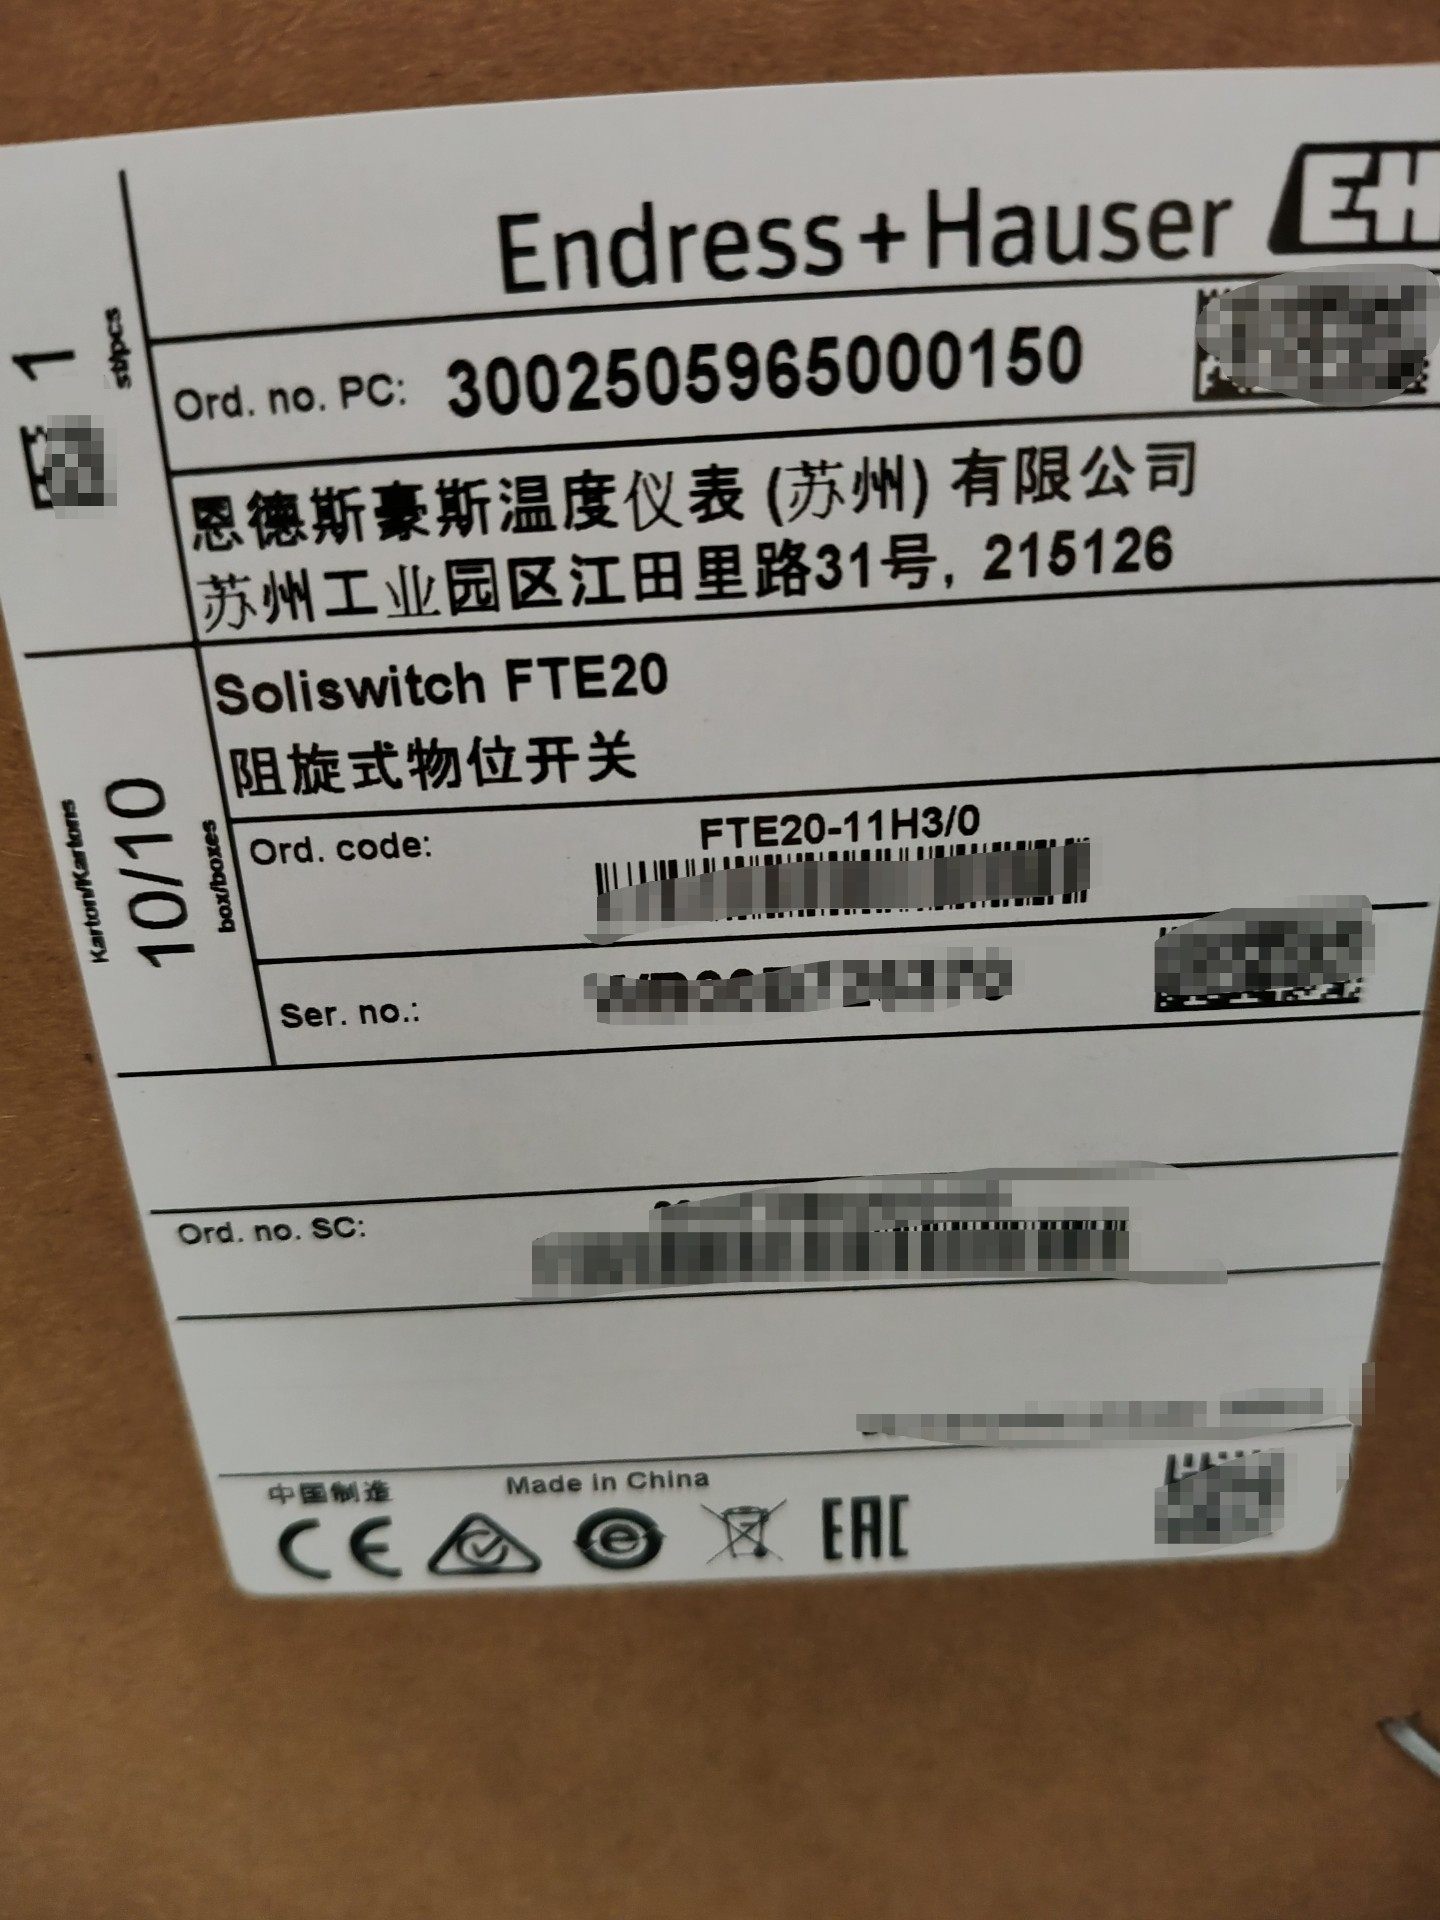 Endress+Hauser EH
1
st/pcs
Ord. no. PC: 3002505965000150
恩德斯豪斯温度仪表 (苏州) 有限公司
苏州工业园区江田里路31号, 215126
Soliswitch FTE20
阻旋式物位开关
Karton/Kartons
10/10
box/boxes
Ord. code: FTE20-11H3/0
Ser. no.:
Ord. no. SC:
中国制造 Made in China
CE EAC